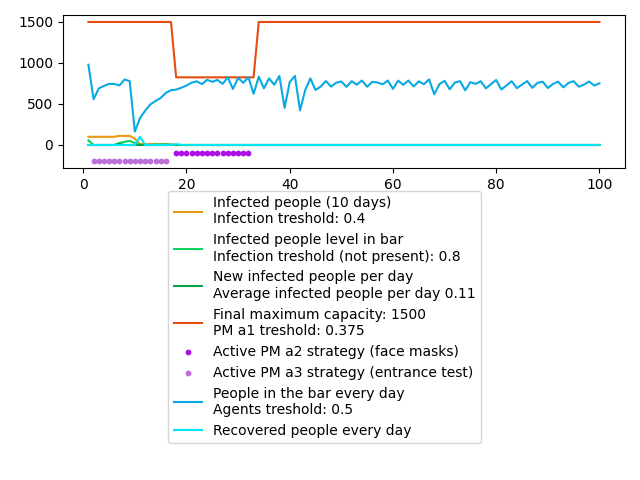 1500
1000
500
0
0 20 40 60 80 100
Infected people (10 days)
Infection treshold: 0.4
Infected people level in bar
Infection treshold (not present): 0.8
New infected people per day
Average infected people per day 0.11
Final maximum capacity: 1500
PM a1 treshold: 0.375
Active PM a2 strategy (face masks)
Active PM a3 strategy (entrance test)
People in the bar every day
Agents treshold: 0.5
Recovered people every day